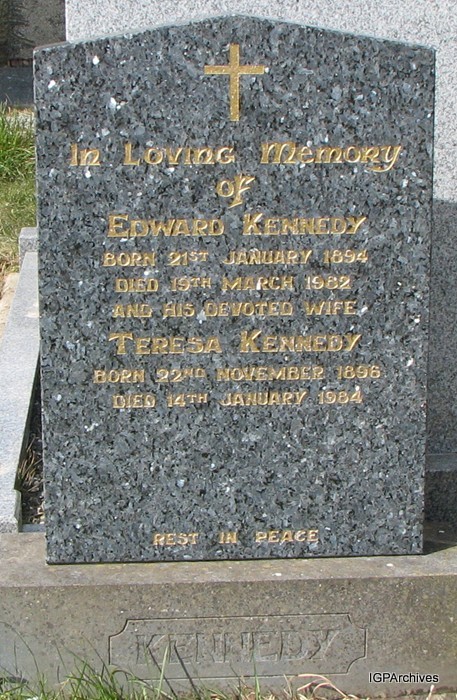 In Loving Memory
of
Edward Kennedy
BORN 21ST JANUARY 1894
DIED 19TH MARCH 1982
AND HIS DEVOTED WIFE
Teresa Kennedy
BORN 22ND NOVEMBER 1898
DIED 14TH JANUARY 1984
REST IN PEACE
KENNEDY
IGPArchives